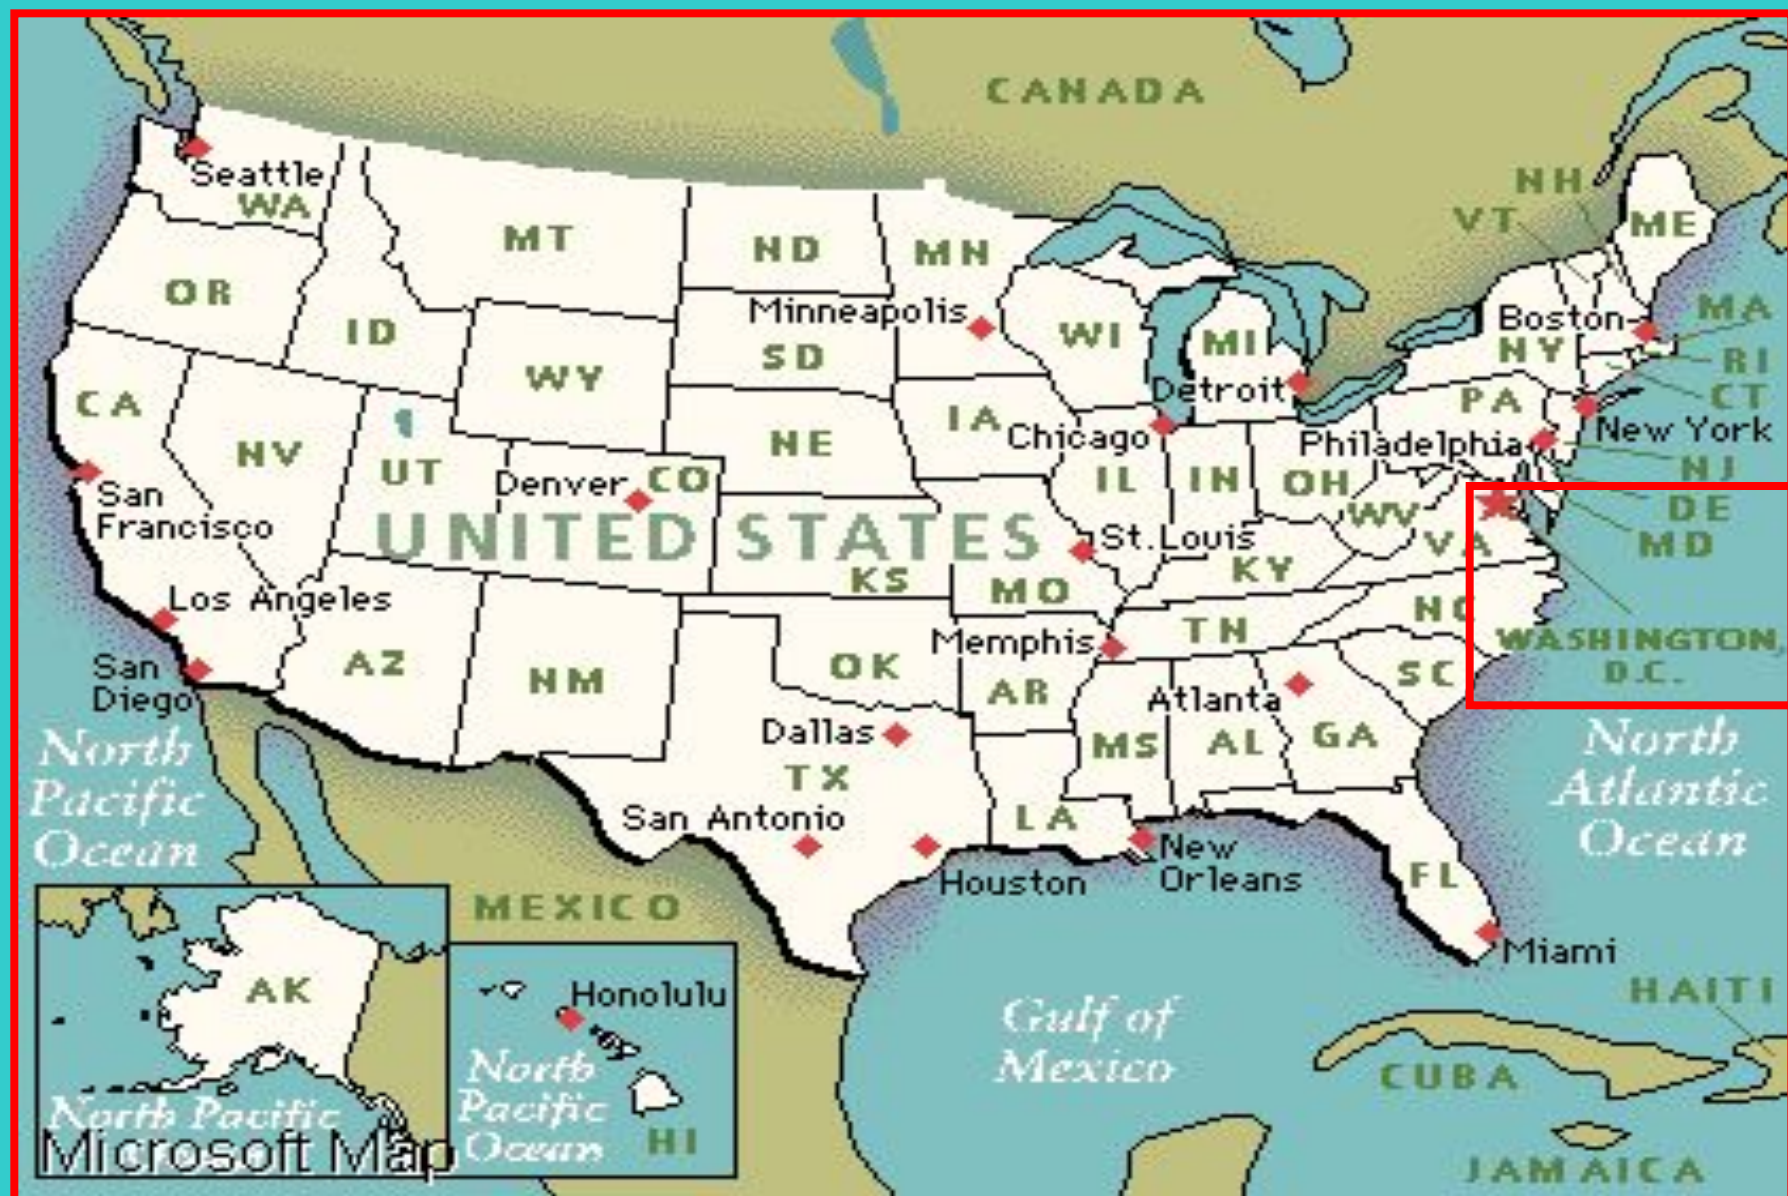 CANADA
NH
VT
ME
Seattle
WA
MT
ND
MN
OR
ID
Minneapolis
WI
MI
Boston
MA
NY
RI
SD
WY
Detroit
PA
CT
CA
IA
Chicago
New York
NV
NE
Philadelphia
NJ
UT
Denver
CO
IL
IN
OH
WV
DE
San
Francisco
UNITED STATES
St.Louis
VA
MD
KS
MO
KY
Los Angeles
NC
TN
WASHINGTON,
D.C.
Memphis
San
Diego
AZ
NM
OK
AR
SC
Atlanta
North
Pacific
Ocean
Dallas
MS
AL
GA
North
Atlantic
Ocean
TX
San Antonio
LA
New
Orleans
Houston
FL
MEXICO
Miami
AK
Honolulu
HAITI
Gulf of
Mexico
CUBA
North
Pacific
Ocean
HI
North Pacific
Microsoft Map
JAMAICA